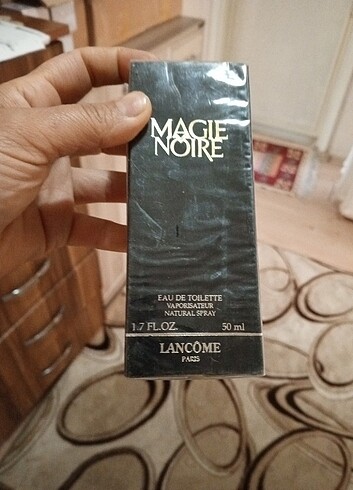 MAGIE
NOIRE
EAU DE TOILETTE
VAPORISATEUR
NATURAL SPRAY
1.7 FL.OZ. 50 ml
LANCÔME
PARIS